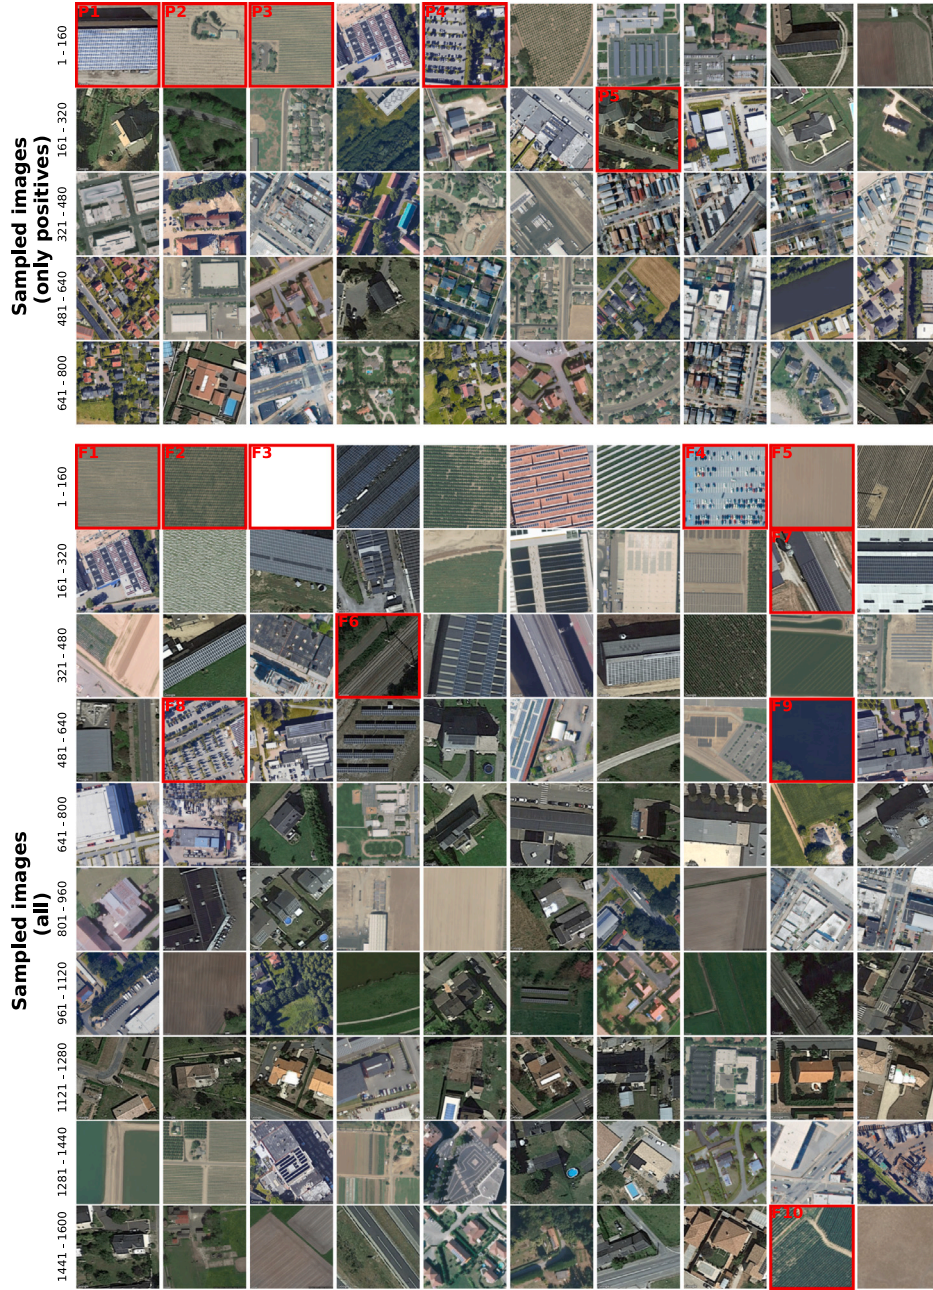 Sampled images
(only positives)
1 - 160
P1
P2
P3
P4
161 - 320
P5
321 - 480
481 - 640
641 - 800
Sampled images
(all)
1 - 160
F1
F2
F3
F4
F5
161 - 320
F7
321 - 480
F6
481 - 640
F8
F9
641 - 800
801 - 960
961 - 1120
1121 - 1280
1281 - 1440
1441 - 1600
F10